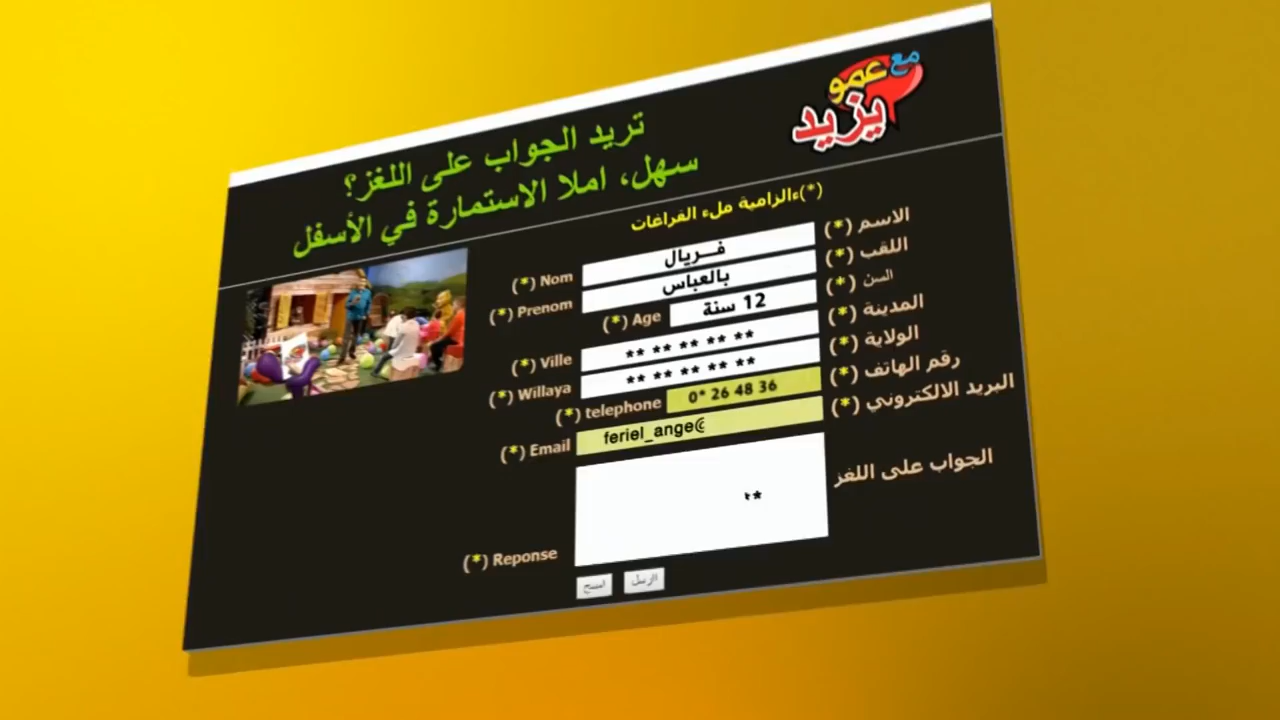 مع عمو
يزيد
تريد الجواب على اللغز؟
سهل، املا الاستمارة في الأسفل
(*)ءالزامية ملء الفراغات
الاسم (*) فـريال Nom (*)
اللقب (*) بالعباس Prenom (*)
السن (*) 12 سنة Age (*)
المدينة (*) ** ** ** ** ** Ville (*)
الولاية (*) ** ** ** ** ** Willaya (*)
رقم الهاتف (*) 0* 26 48 36 telephone (*)
البريد الالكتروني (*) feriel_ange@ Email (*)
الجواب على اللغز ** Reponse (*)